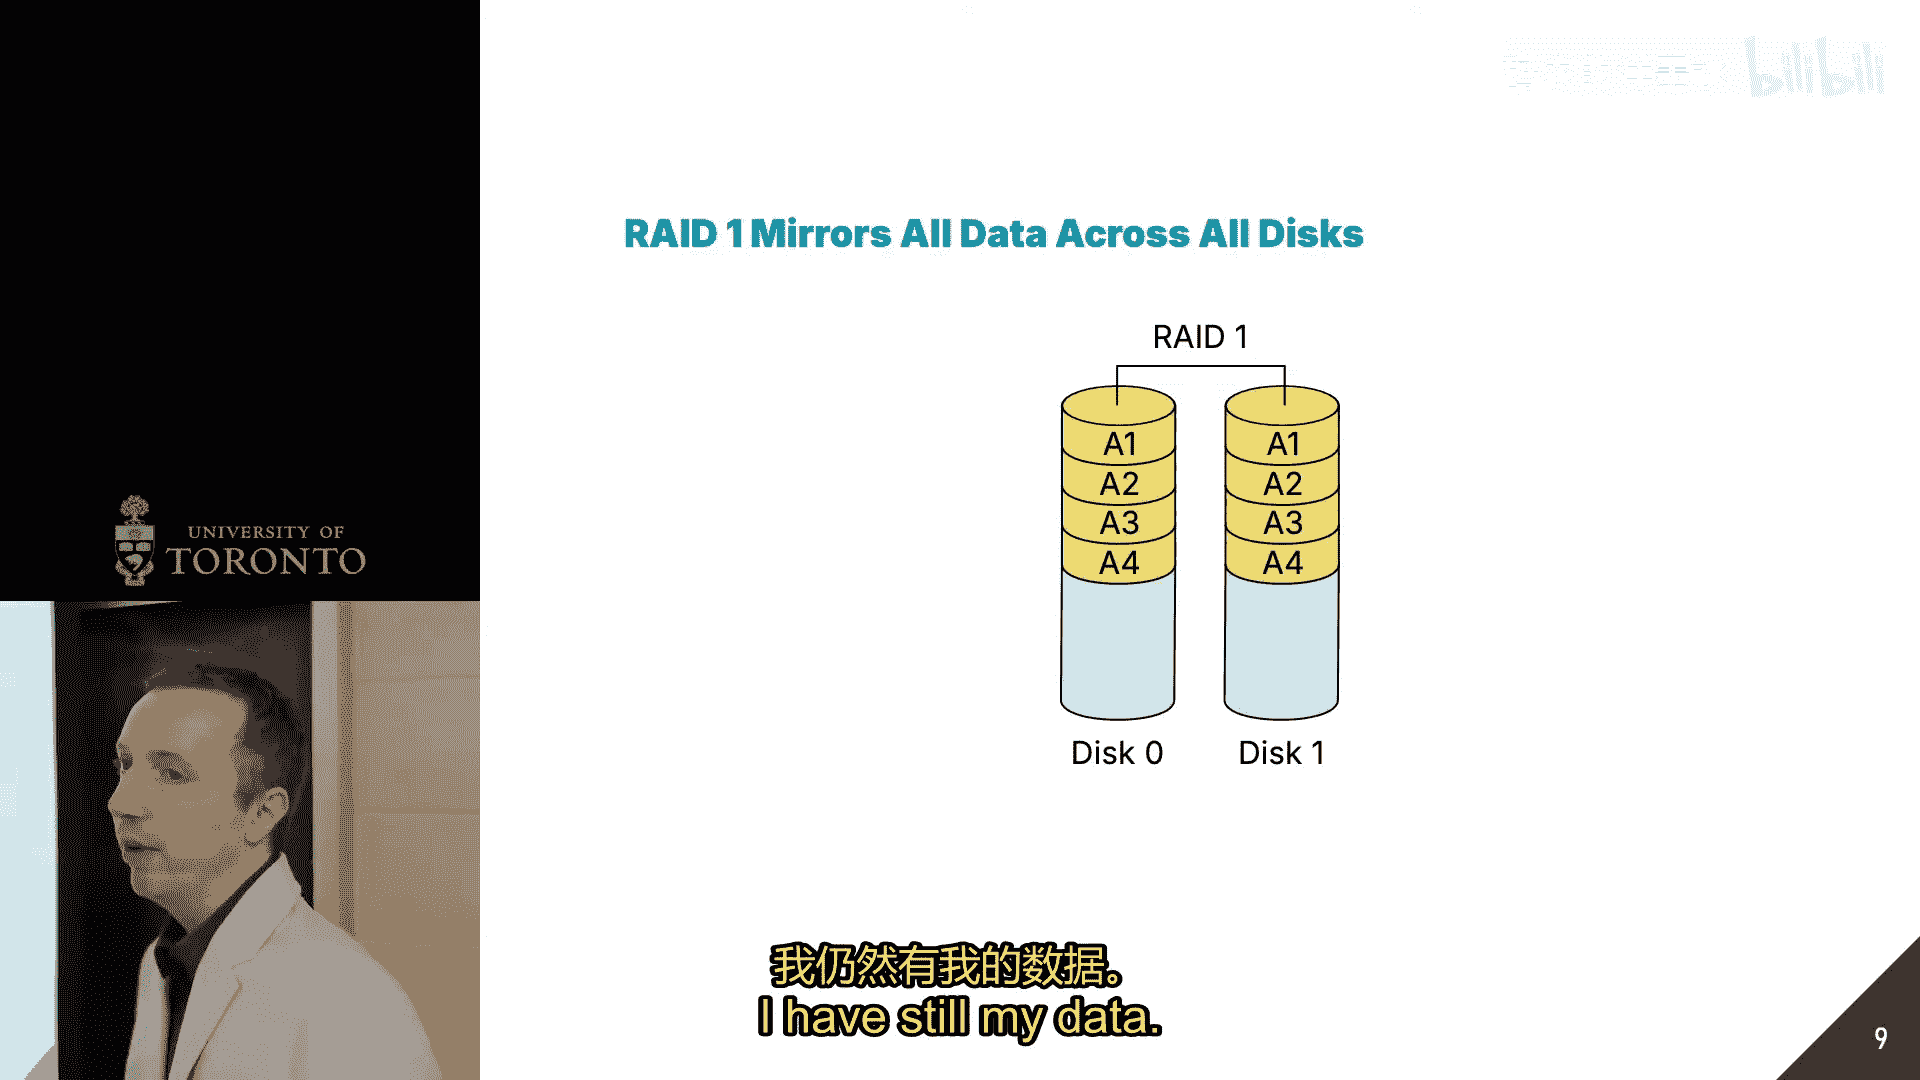 bilibili
RAID 1 Mirrors All Data Across All Disks
RAID 1
A1 A1
A2 A2
A3 A3
A4 A4
Disk 0 Disk 1
UNIVERSITY OF
TORONTO
我仍然有我的数据。
I have still my data.
9